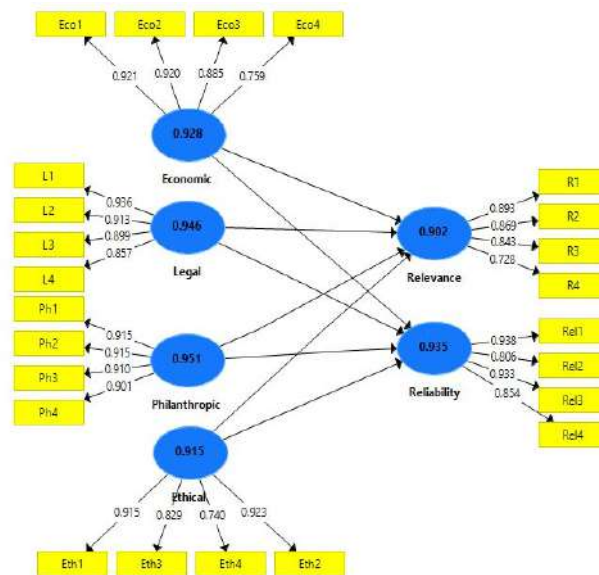 Eco1 Eco2 Eco3 Eco4
0.921 0.920 0.885 0.759
0.928
Economic
L1
L2
L3
L4
0.936
0.913
0.899
0.857
0.946
Legal
Ph1
Ph2
Ph3
Ph4
0.915
0.915
0.910
0.901
0.951
Philanthropic
0.915
Ethical
0.915 0.829 0.740 0.923
Eth1 Eth3 Eth4 Eth2
0.902
Relevance
0.893
0.869
0.843
0.728
R1
R2
R3
R4
0.935
Reliability
0.938
0.806
0.933
0.854
Rel1
Rel2
Rel3
Rel4